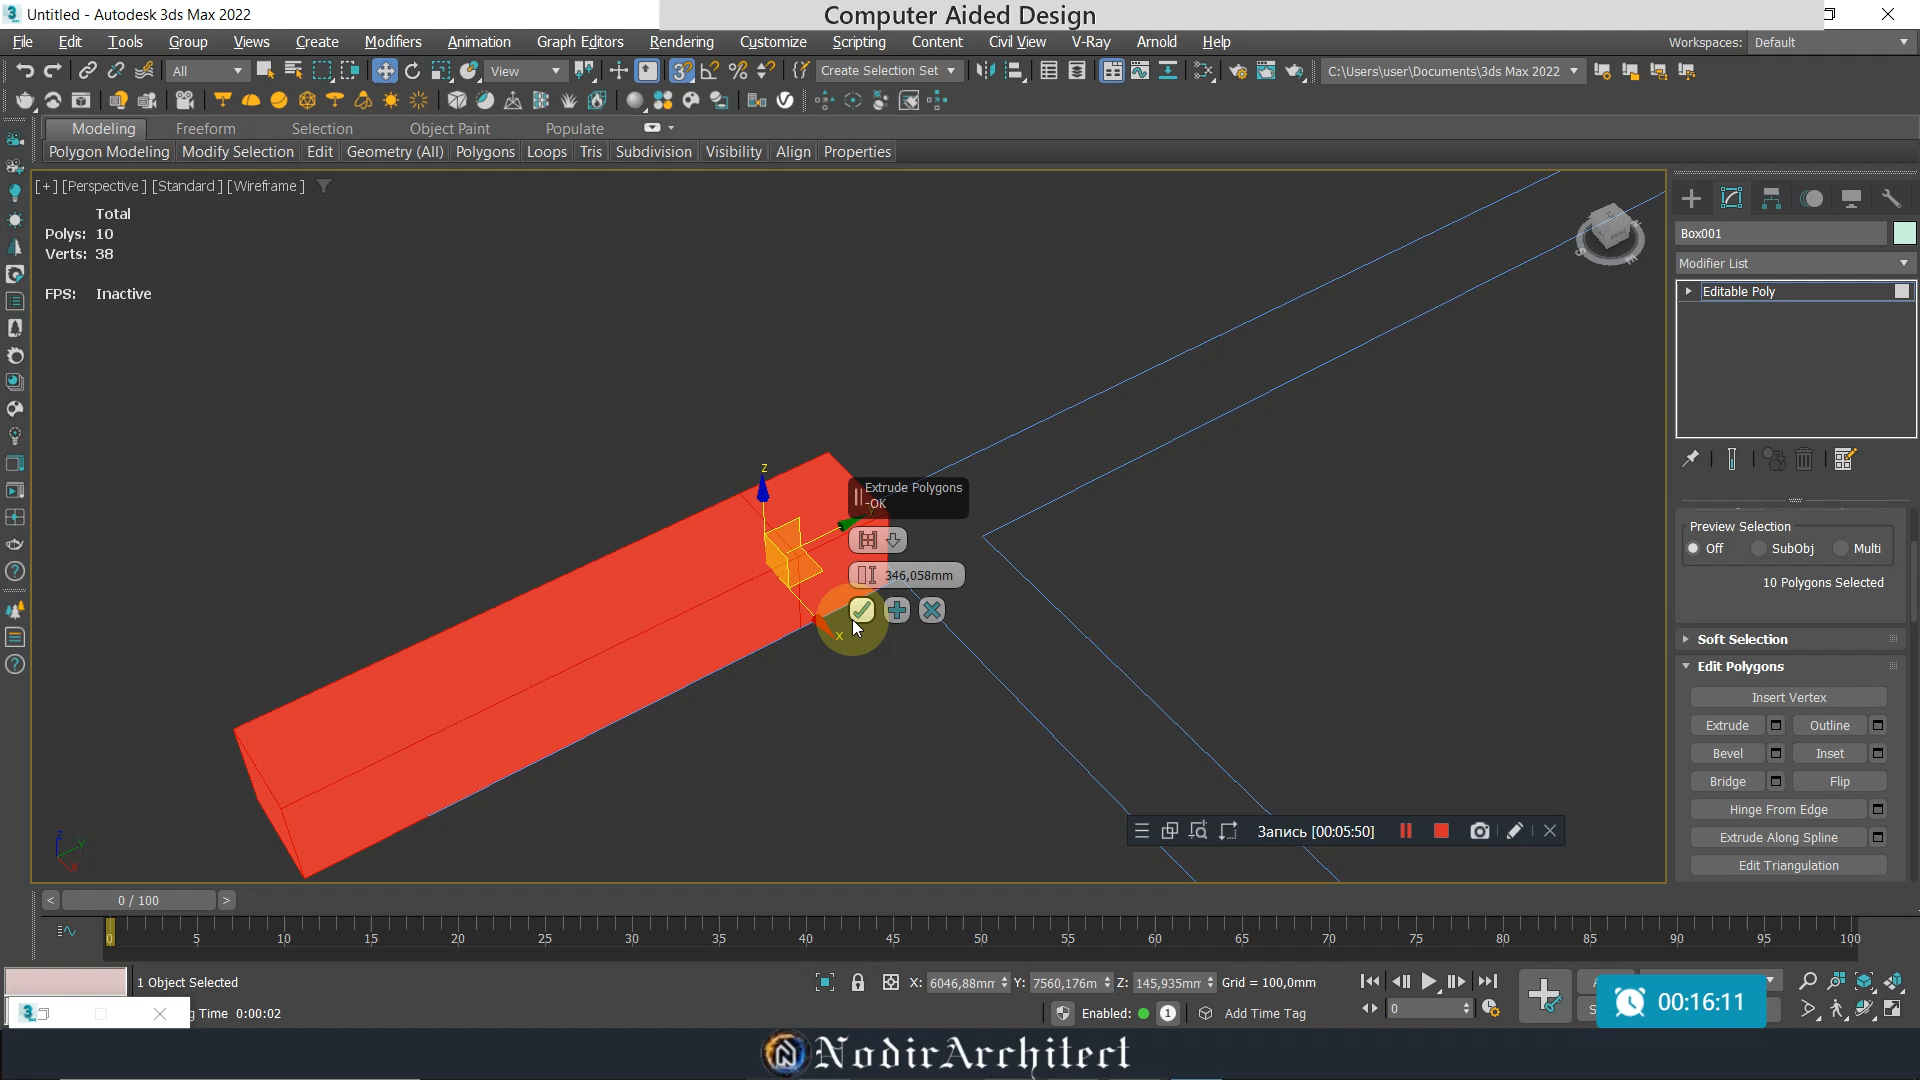 Untitled - Autodesk 3ds Max 2022
Computer Aided Design
File Edit Tools Group Views Create Modifiers Animation Graph Editors Rendering Customize Scripting Content Civil View V-Ray Arnold Help
Workspaces: Default
All View Create Selection Set C:\Users\user\Documents\3ds Max 2022
Modeling Freeform Selection Object Paint Populate
Polygon Modeling Modify Selection Edit Geometry (All) Polygons Loops Tris Subdivision Visibility Align Properties
[+] [Perspective ] [Standard ] [Wireframe ]
Total
Polys: 10
Verts: 38
FPS: Inactive
Box001
Modifier List
Editable Poly
z
Extrude Polygons
-OK
346,058mm
x
Preview Selection
Off SubObj Multi
10 Polygons Selected
Soft Selection
Edit Polygons
Insert Vertex
Extrude Outline
Bevel Inset
Bridge Flip
Hinge From Edge
Extrude Along Spline
Edit Triangulation
Запись [00:05:50]
z y x
< 0 / 100 >
0 5 10 15 20 25 30 35 40 45 50 55 60 65 70 75 80 85 90 95 100
1 Object Selected
X: 6046,88mm Y: 7560,176m Z: 145,935mm Grid = 100,0mm
g Time 0:00:02
Enabled: 1 Add Time Tag
0
00:16:11
NodirArchitect